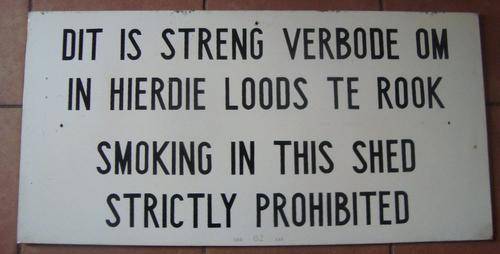 DIT IS STRENG VERBODE OM
IN HIERDIE LOODS TE ROOK
SMOKING IN THIS SHED
STRICTLY PROHIBITED